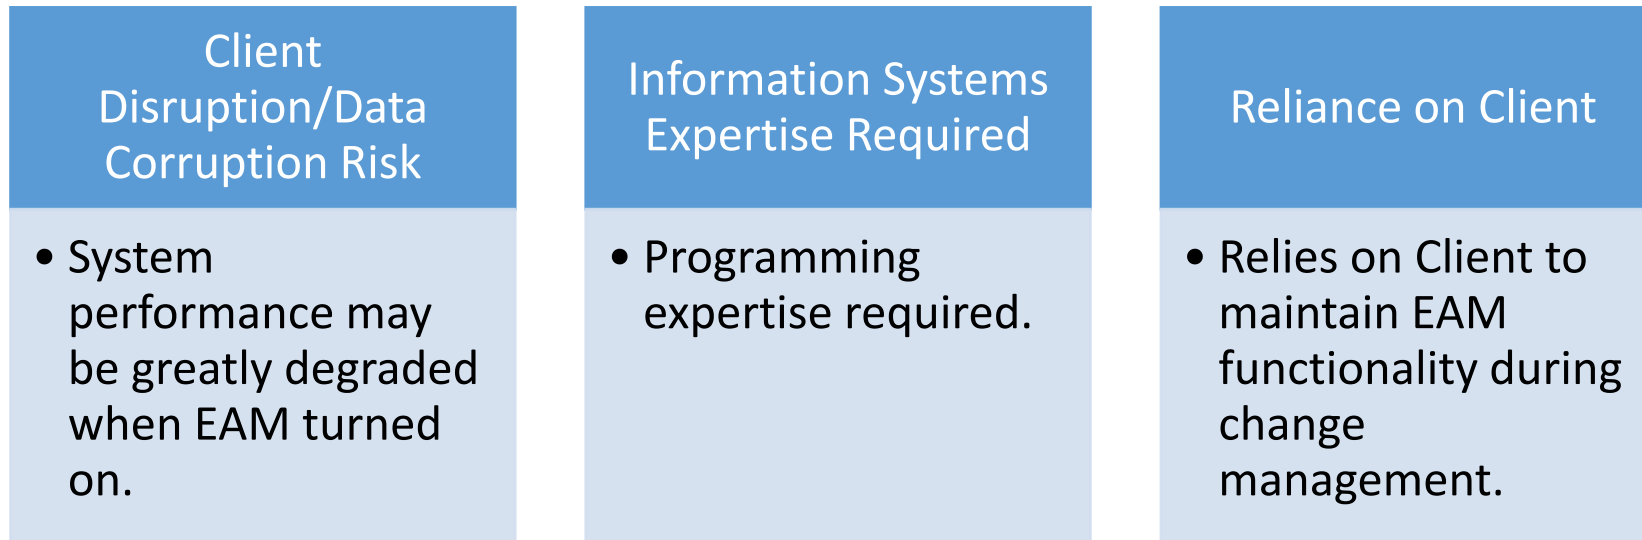 Client
Disruption/Data
Corruption Risk
• System
performance may
be greatly degraded
when EAM turned
on.
Information Systems
Expertise Required
• Programming
expertise required.
Reliance on Client
• Relies on Client to
maintain EAM
functionality during
change
management.